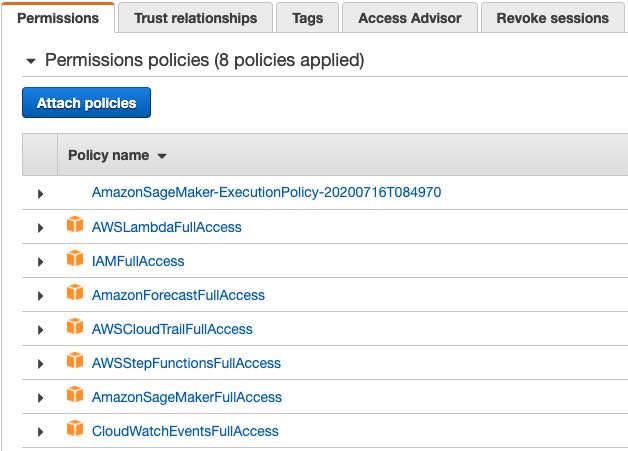 Permissions Trust relationships Tags Access Advisor Revoke sessions
Permissions policies (8 policies applied)
Attach policies
Policy name
AmazonSageMaker-ExecutionPolicy-20200716T084970
AWSLambdaFullAccess
IAMFullAccess
AmazonForecastFullAccess
AWSCloudTrailFullAccess
AWSStepFunctionsFullAccess
AmazonSageMakerFullAccess
CloudWatchEventsFullAccess